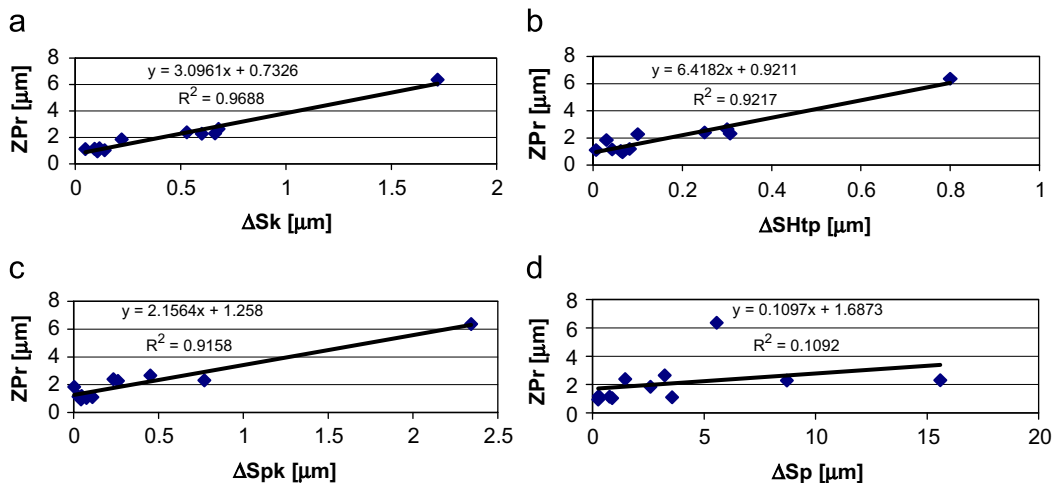 a
y = 3.0961x + 0.7326
R² = 0.9688
ZPr [μm]
8
6
4
2
0
0 0.5 1 1.5 2
ΔSk [μm]
b
y = 6.4182x + 0.9211
R² = 0.9217
ZPr [μm]
8
6
4
2
0
0 0.2 0.4 0.6 0.8 1
ΔSHtp [μm]
c
y = 2.1564x + 1.258
R² = 0.9158
ZPr [μm]
8
6
4
2
0
0 0.5 1 1.5 2 2.5
ΔSpk [μm]
d
y = 0.1097x + 1.6873
R² = 0.1092
ZPr [μm]
8
6
4
2
0
0 5 10 15 20
ΔSp [μm]